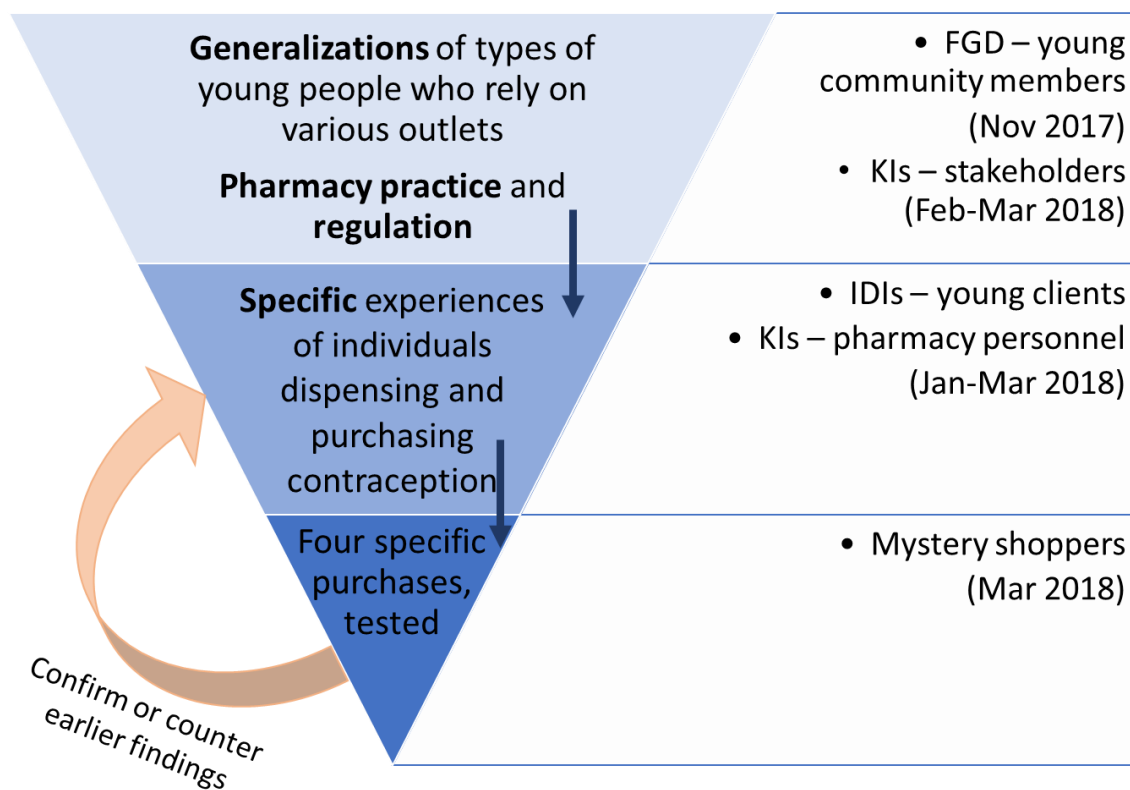 Generalizations of types of
young people who rely on
various outlets
Pharmacy practice and
regulation
• FGD – young
community members
(Nov 2017)
• KIs – stakeholders
(Feb-Mar 2018)
Specific experiences
of individuals
dispensing and
purchasing
contraception
• IDIs – young clients
• KIs – pharmacy personnel
(Jan-Mar 2018)
Four specific
purchases,
tested
• Mystery shoppers
(Mar 2018)
Confirm or counter
earlier findings